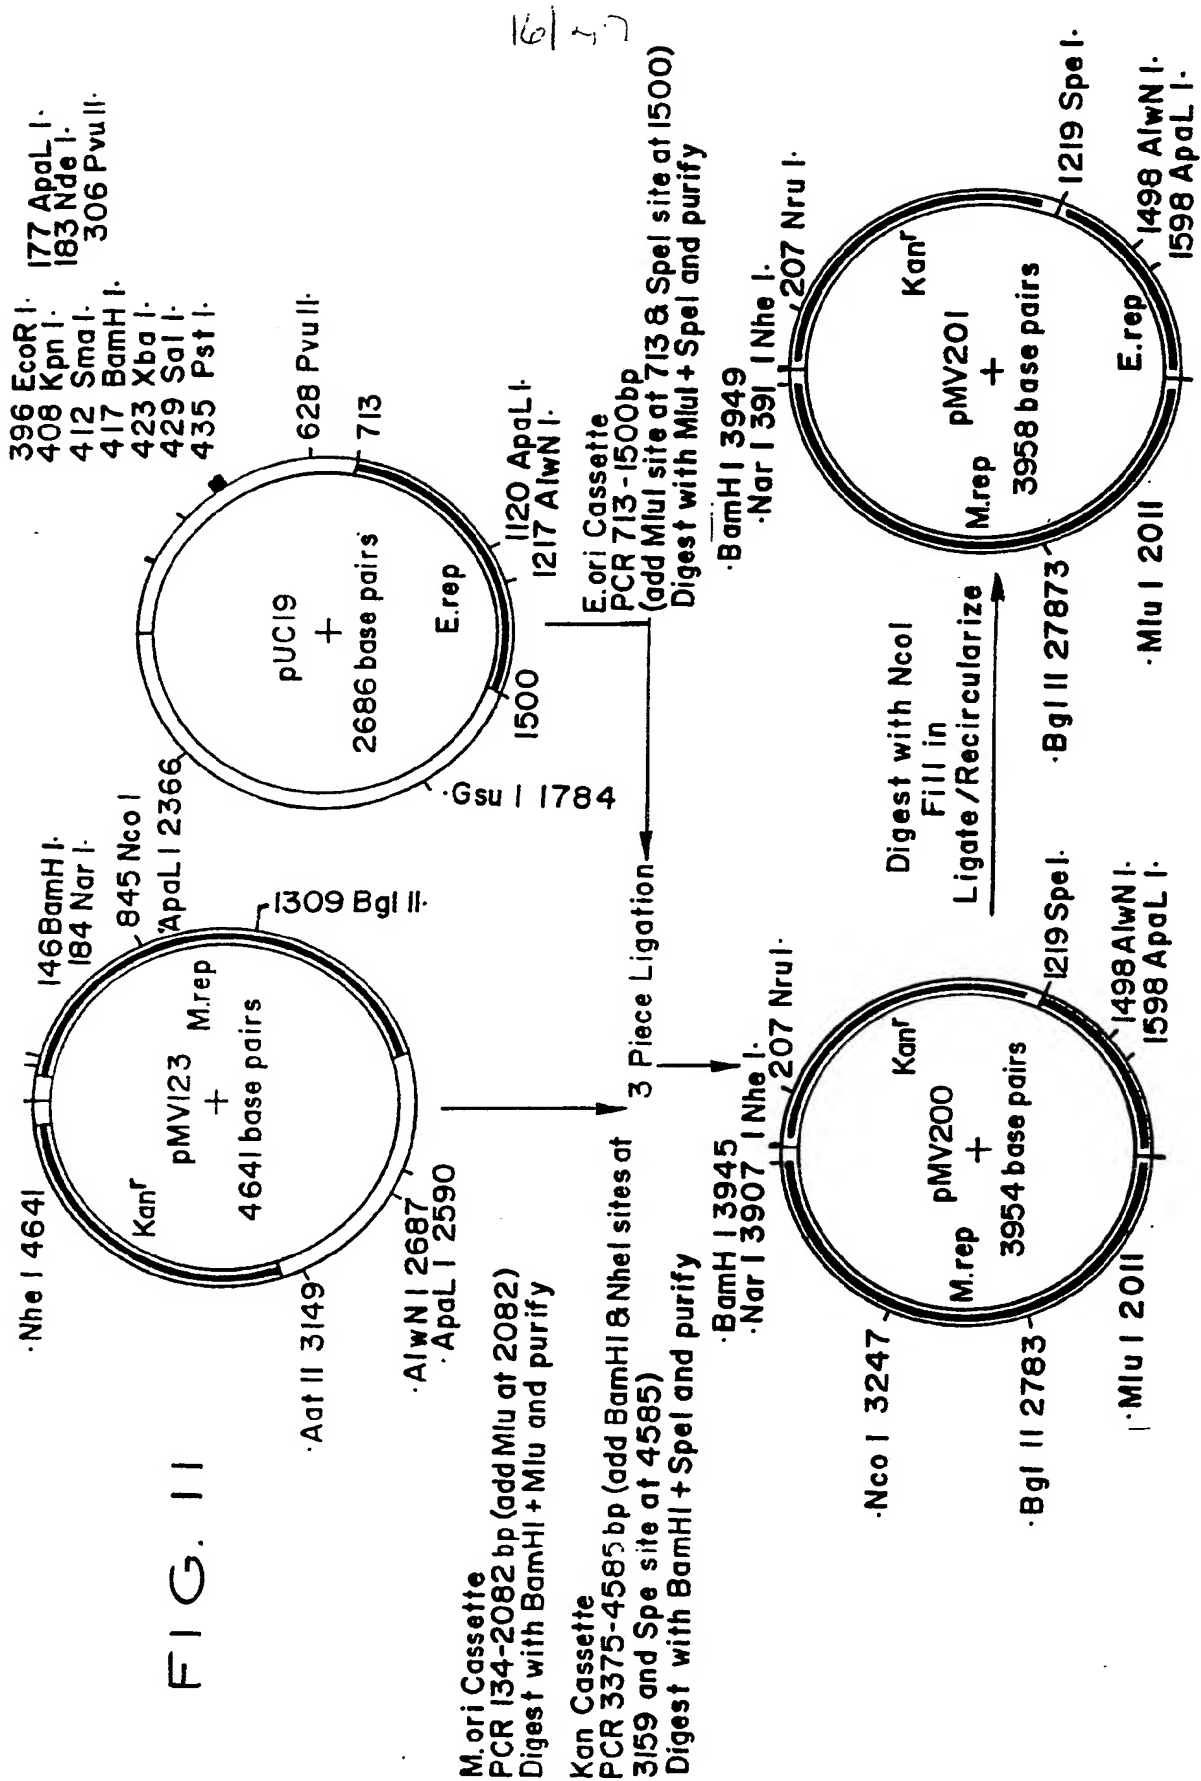 FIG. 11
·Nhe I 4641
146 BamH I·
184 Nar I·
845 Nco I
1309 Bgl II·
Kanʳ
M.rep
pMV123
+
4641 base pairs
·Aat II 3149
·AlwN I 2687
·ApaL I 2590
396 EcoR I·
408 Kpn I·
412 Sma I·
417 BamH I·
423 Xba I·
429 Sal I·
435 Pst I·
177 ApaL I·
183 Nde I·
306 Pvu II·
628 Pvu II·
713
1120 ApaL I·
1217 AlwN I·
·ApaL I 2366
pUC19
+
2686 base pairs
E.rep
1500
·Gsu I 1784
M. ori Cassette
PCR 134-2082 bp (add Mlu at 2082)
Digest with BamHI + Mlu and purify
Kan Cassette
PCR 3375-4585 bp (add BamHI & NheI sites at
3159 and Spe site at 4585)
Digest with BamHI + SpeI and purify
E. ori Cassette
PCR 713-1500bp
(add MluI site at 713 & SpeI site at 1500)
Digest with MluI + SpeI and purify
3 Piece Ligation
·BamH I 3945
·Nar I 3907
1 Nhe I·
207 Nru I·
1219 Spe I·
1498 AlwN I·
1598 ApaL I·
Kanʳ
pMV200
+
3954 base pairs
M.rep
·Nco I 3247
·Bgl II 2783
·Mlu I 2011
Digest with NcoI
Fill in
Ligate/Recircularize
·BamH I 3949
·Nar I 391
1 Nhe I·
207 Nru I·
1219 Spe I·
1498 AlwN I·
1598 ApaL I·
Kanʳ
pMV201
+
3958 base pairs
M.rep
E.rep
·Bgl II 27873
·Mlu I 2011